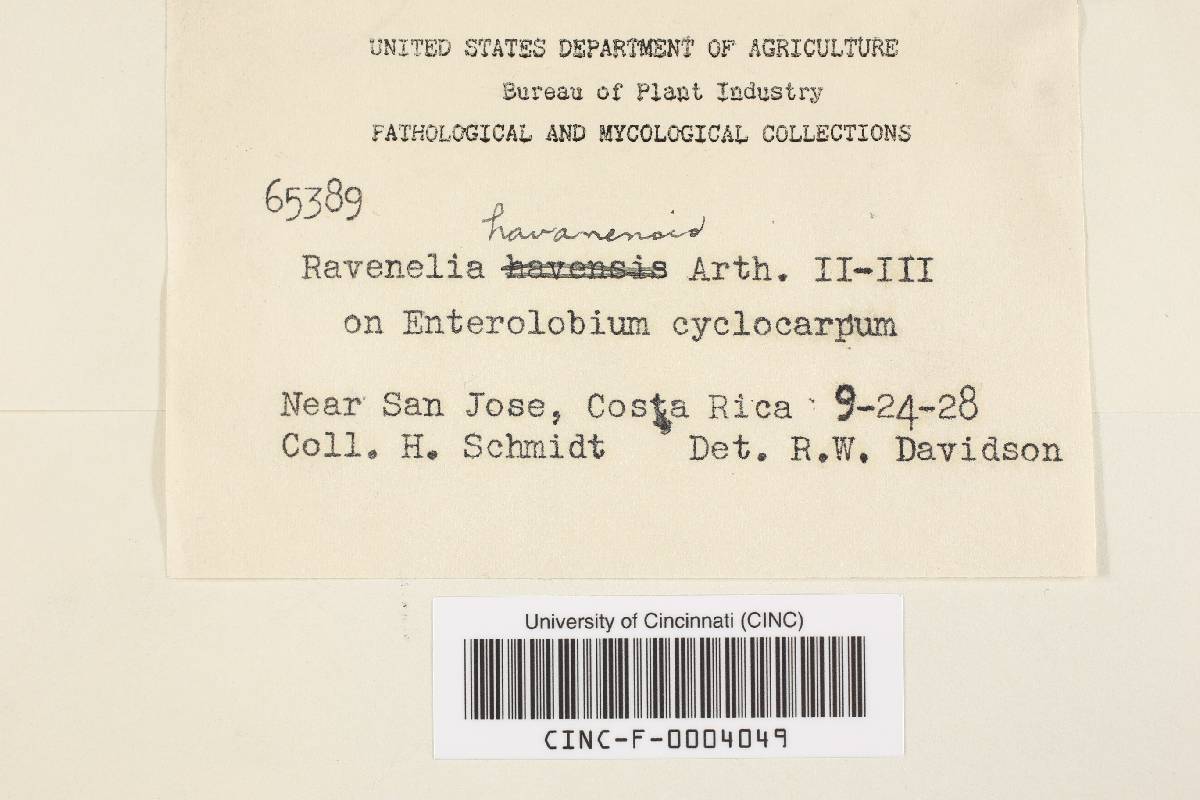 UNITED STATES DEPARTMENT OF AGRICULTURE
Bureau of Plant Industry
PATHOLOGICAL AND MYCOLOGICAL COLLECTIONS
65389
havanensis
Ravenelia havensis Arth. II-III
on Enterolobium cyclocarpum
Near San Jose, Costa Rica 9-24-28
Coll. H. Schmidt Det. R.W. Davidson
University of Cincinnati (CINC)
CINC-F-0004049